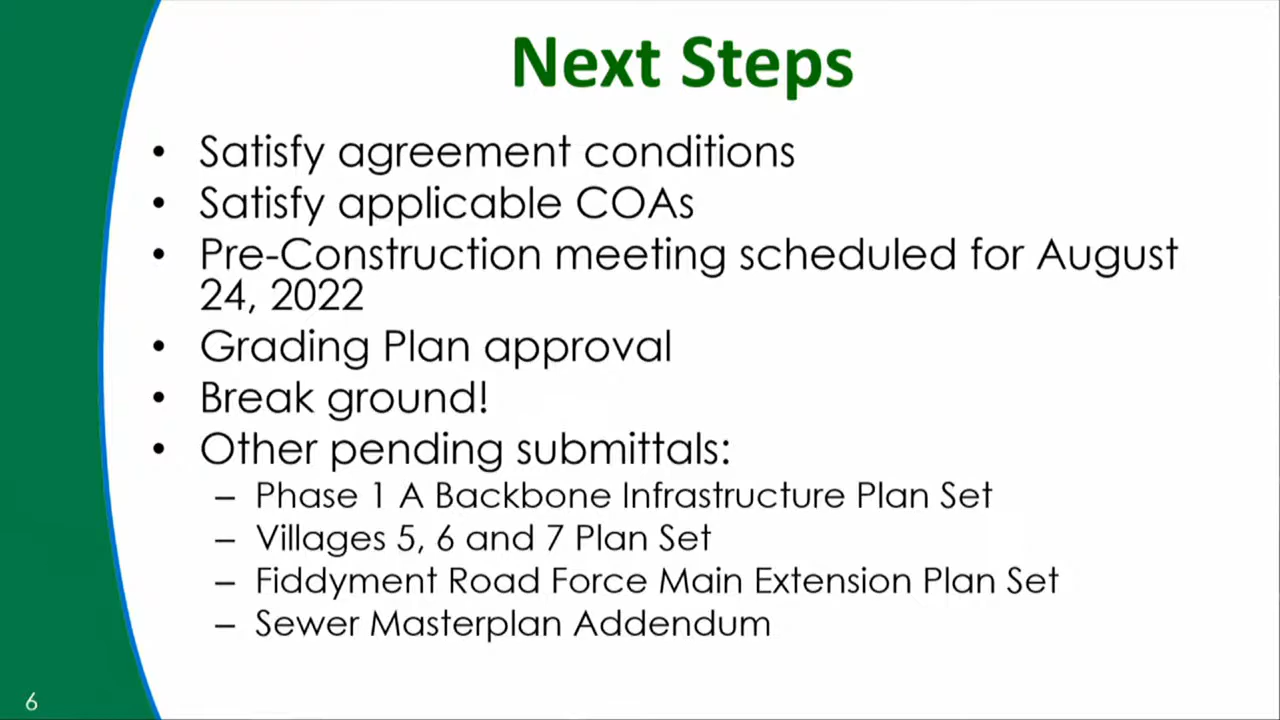 Next Steps
• Satisfy agreement conditions
• Satisfy applicable COAs
• Pre-Construction meeting scheduled for August
24, 2022
• Grading Plan approval
• Break ground!
• Other pending submittals:
– Phase 1 A Backbone Infrastructure Plan Set
– Villages 5, 6 and 7 Plan Set
– Fiddyment Road Force Main Extension Plan Set
– Sewer Masterplan Addendum
6